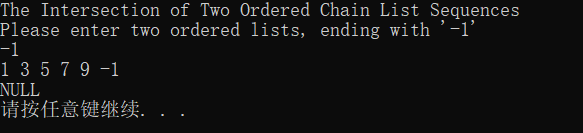 The Intersection of Two Ordered Chain List Sequences
Please enter two ordered lists, ending with '-1'
-1
1 3 5 7 9 -1
NULL
请按任意键继续. . .